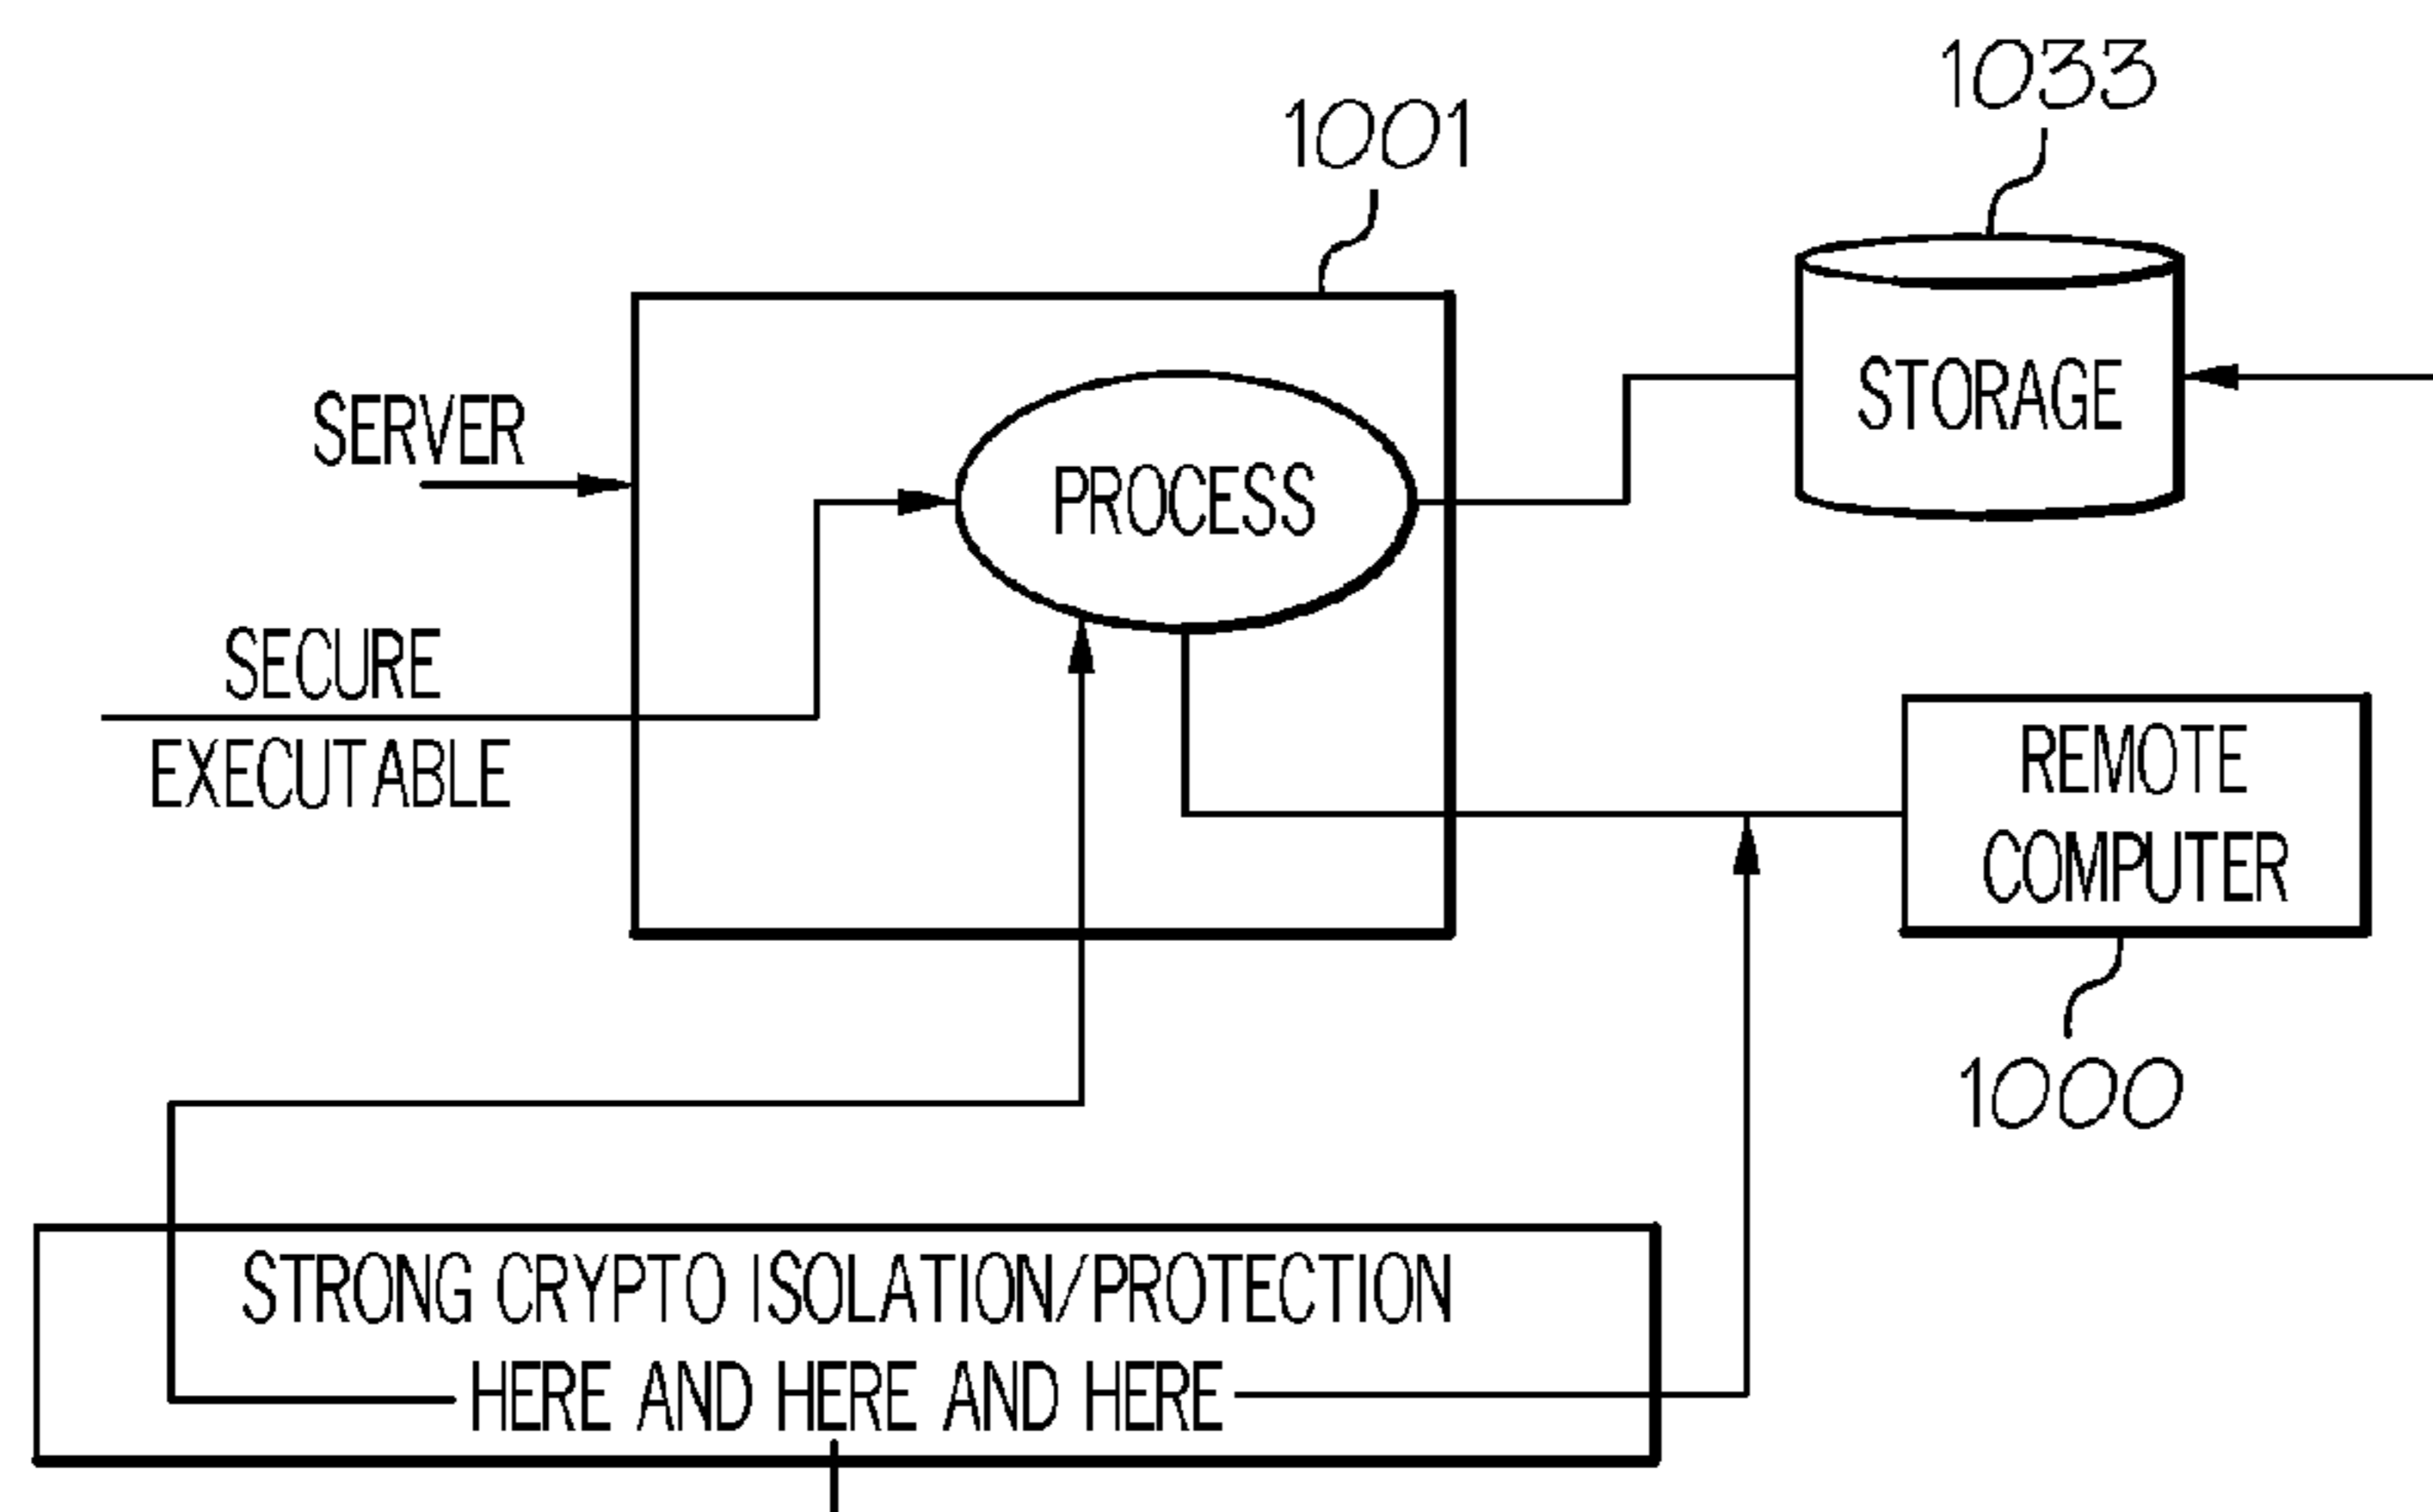 1033
1001
STORAGE
SERVER
PROCESS
SECURE
EXECUTABLE
REMOTE
COMPUTER
1000
STRONG CRYPTO ISOLATION/PROTECTION
HERE AND HERE AND HERE